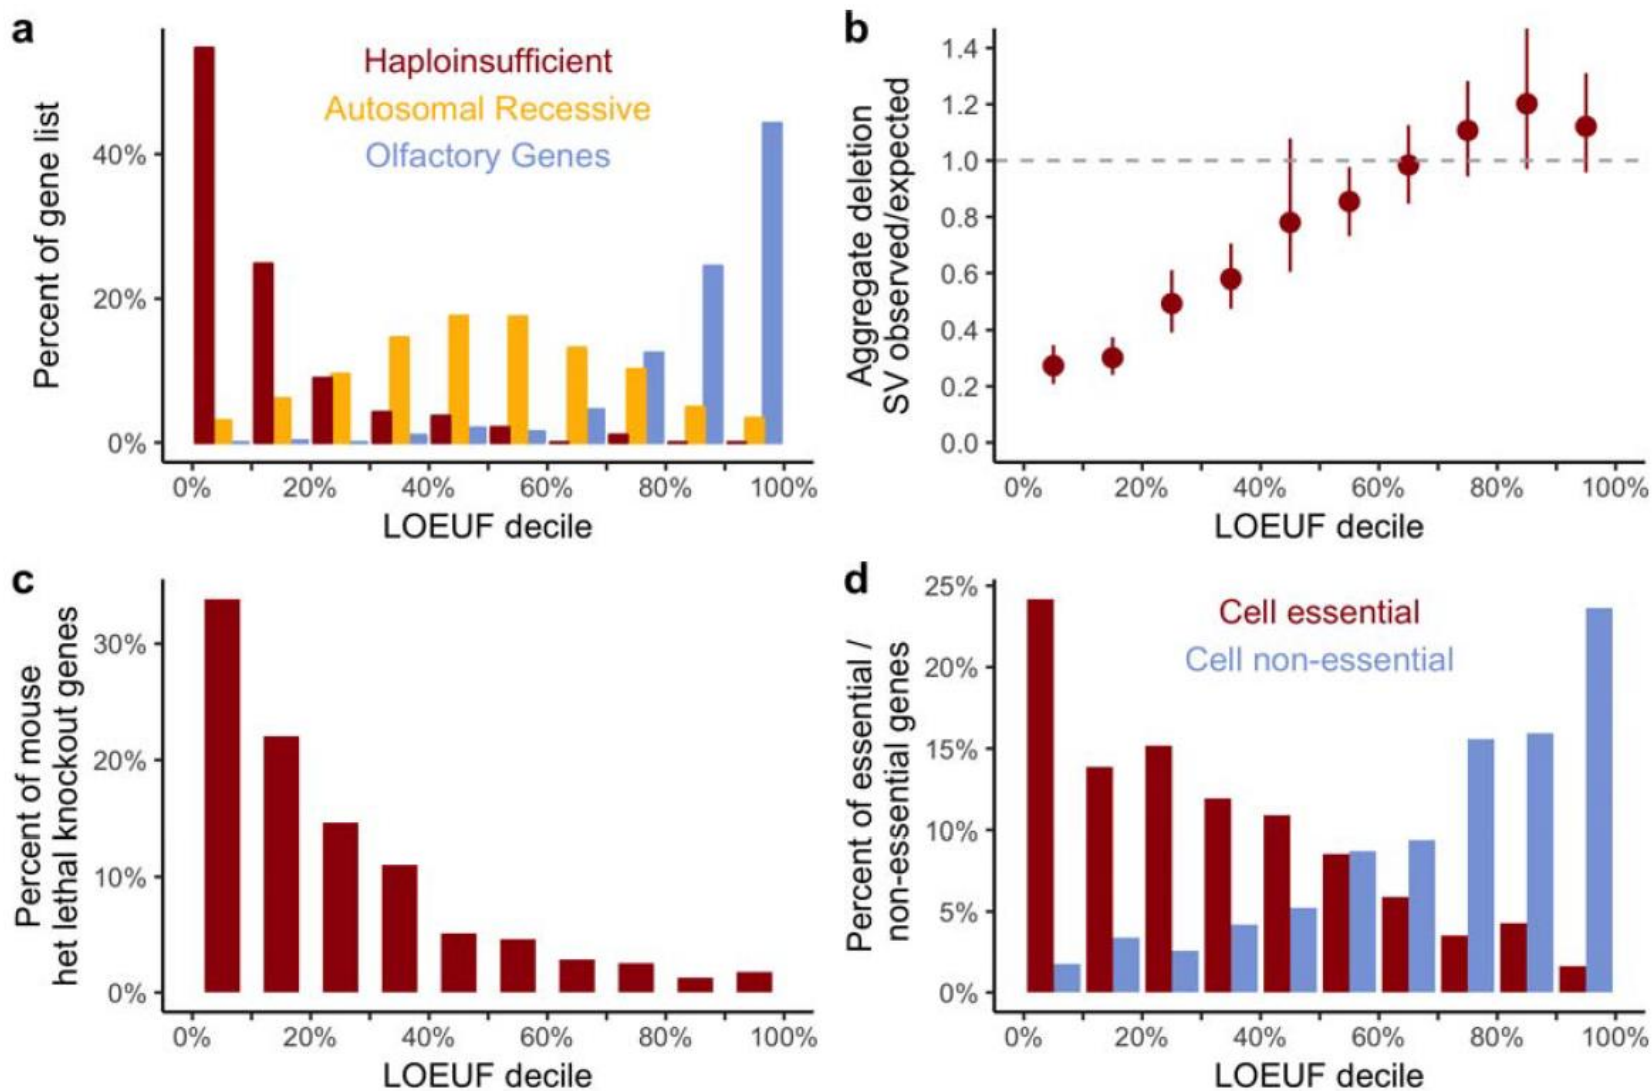 a
Haploinsufficient
Autosomal Recessive
Olfactory Genes
Percent of gene list
40%
20%
0%
0% 20% 40% 60% 80% 100%
LOEUF decile
b
Aggregate deletion
SV observed/expected
1.4
1.2
1.0
0.8
0.6
0.4
0.2
0.0
0% 20% 40% 60% 80% 100%
LOEUF decile
c
Percent of mouse
het lethal knockout genes
30%
20%
10%
0%
0% 20% 40% 60% 80% 100%
LOEUF decile
d
Cell essential
Cell non-essential
Percent of essential /
non-essential genes
25%
20%
15%
10%
5%
0%
0% 20% 40% 60% 80% 100%
LOEUF decile